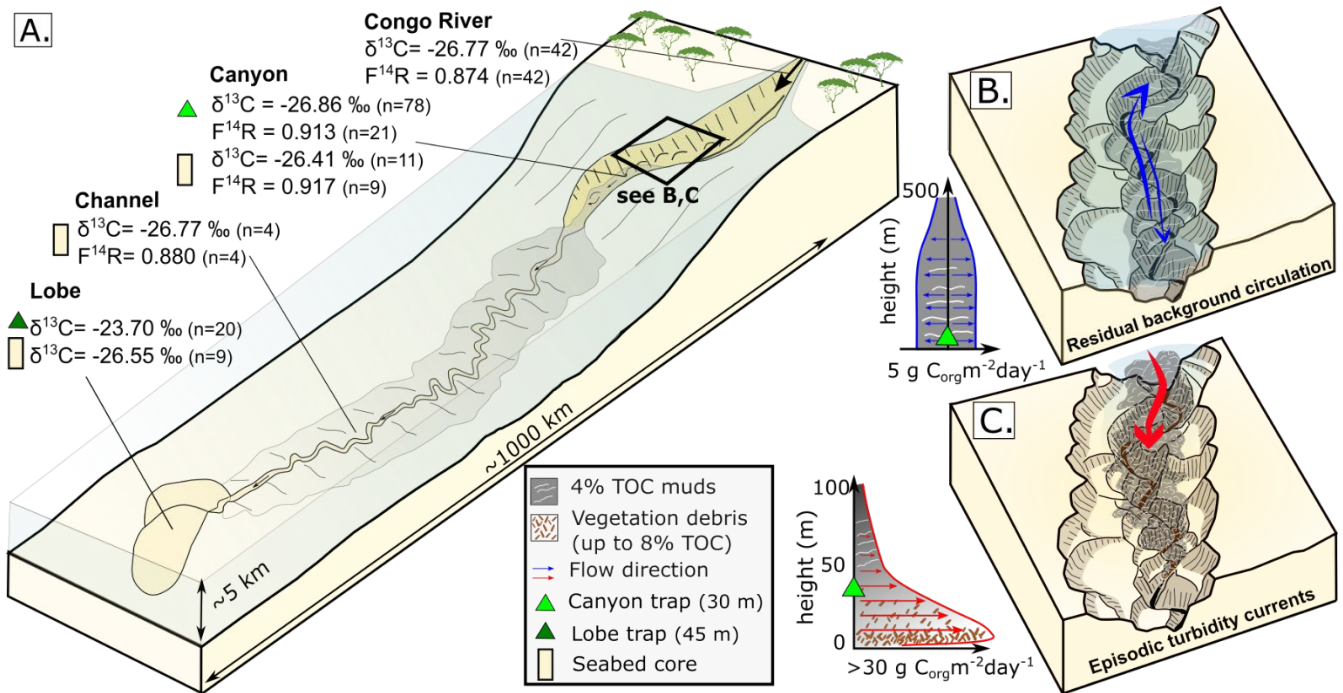 A.
Congo River
δ¹³C= -26.77 ‰ (n=42)
F¹⁴R = 0.874 (n=42)
Canyon
δ¹³C= -26.86 ‰ (n=78)
F¹⁴R = 0.913 (n=21)
δ¹³C= -26.41 ‰ (n=11)
F¹⁴R = 0.917 (n=9)
see B,C
Channel
δ¹³C= -26.77 ‰ (n=4)
F¹⁴R= 0.880 (n=4)
Lobe
δ¹³C= -23.70 ‰ (n=20)
δ¹³C= -26.55 ‰ (n=9)
~1000 km
~5 km
4% TOC muds
Vegetation debris
(up to 8% TOC)
Flow direction
Canyon trap (30 m)
Lobe trap (45 m)
Seabed core
B.
500
height (m)
5 g Corgm⁻²day⁻¹
Residual background circulation
C.
100
50
0
height (m)
>30 g Corgm⁻²day⁻¹
Episodic turbidity currents